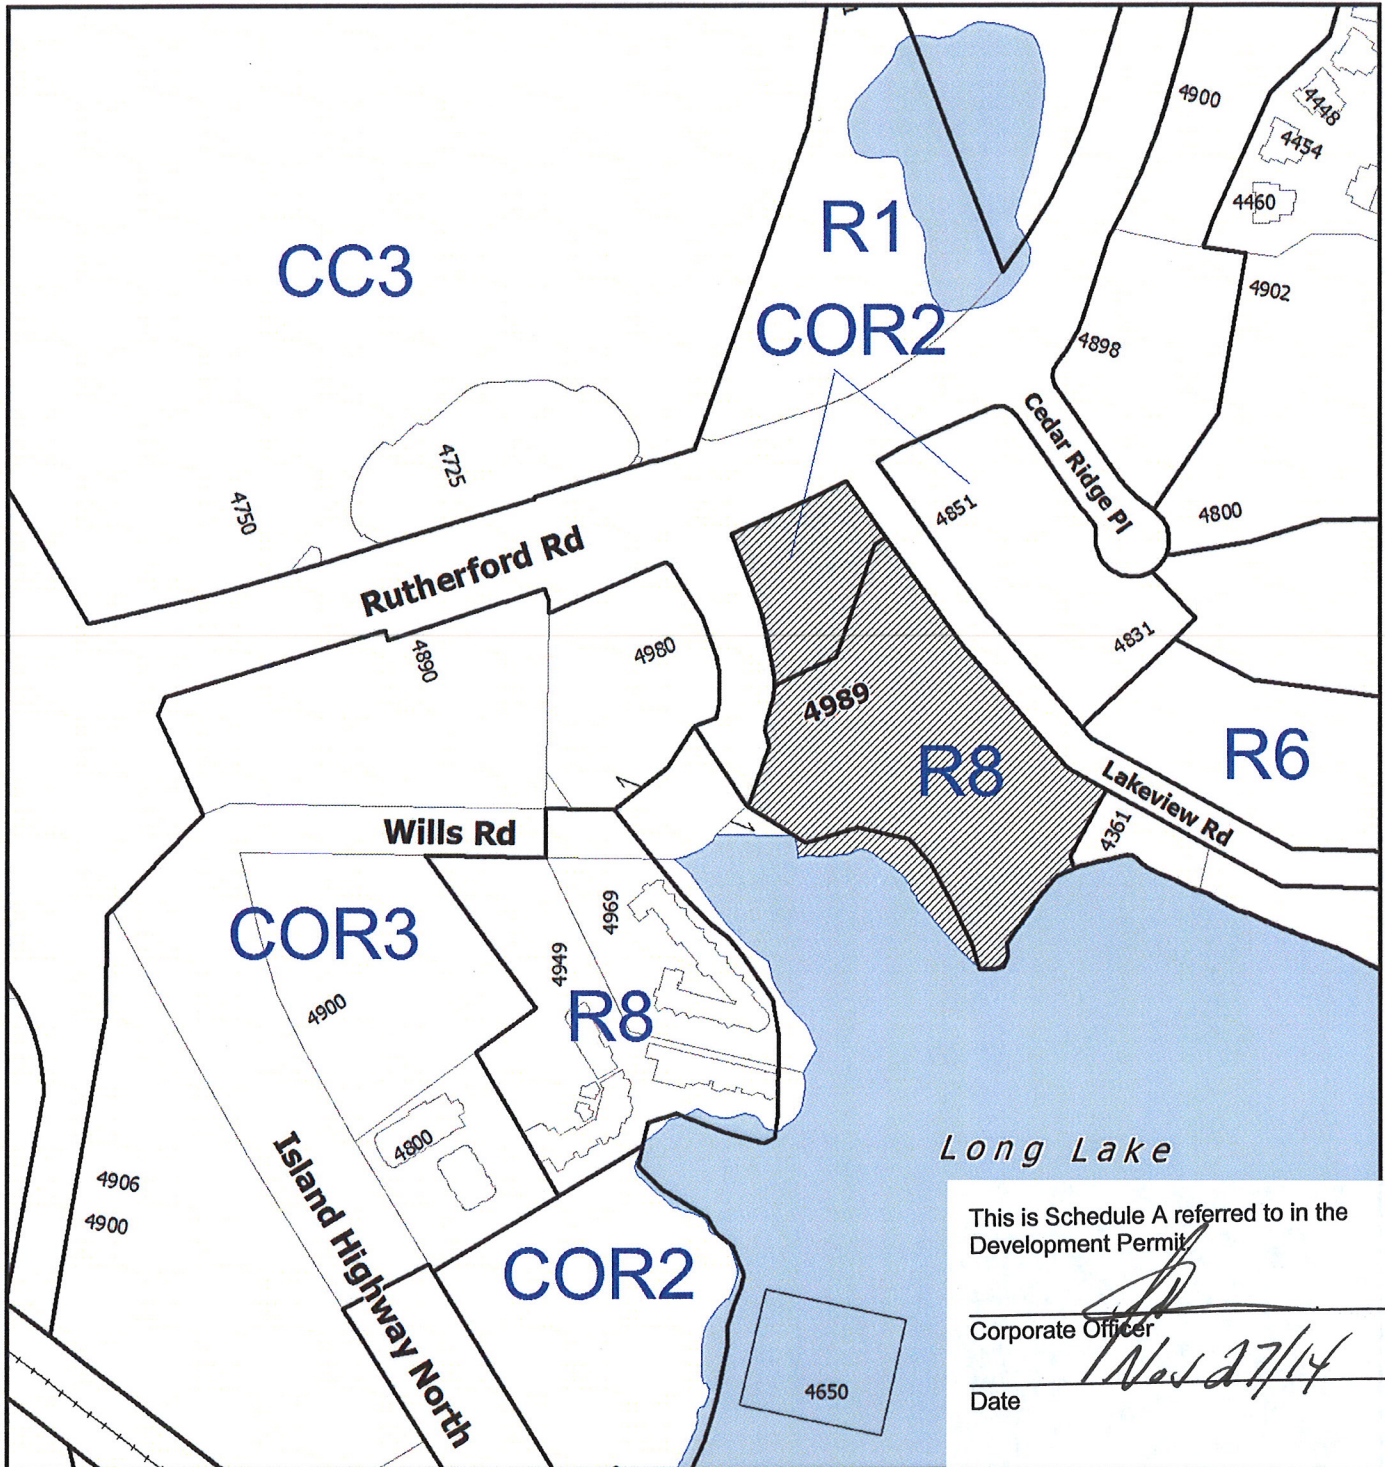 4900
4448
4454
4460
R1
CC3
4902
COR2
4898
Cedar Ridge Pl
4725
4750
4851
4800
Rutherford Rd
4831
4890
4980
4989
R8
R6
Lakeview Rd
4361
Wills Rd
COR3
4969
4949
4900
R8
4800
Long Lake
Island Highway North
4906
4900
COR2
4650
This is Schedule A referred to in the
Development Permit
Corporate Officer
Nov 27/14
Date